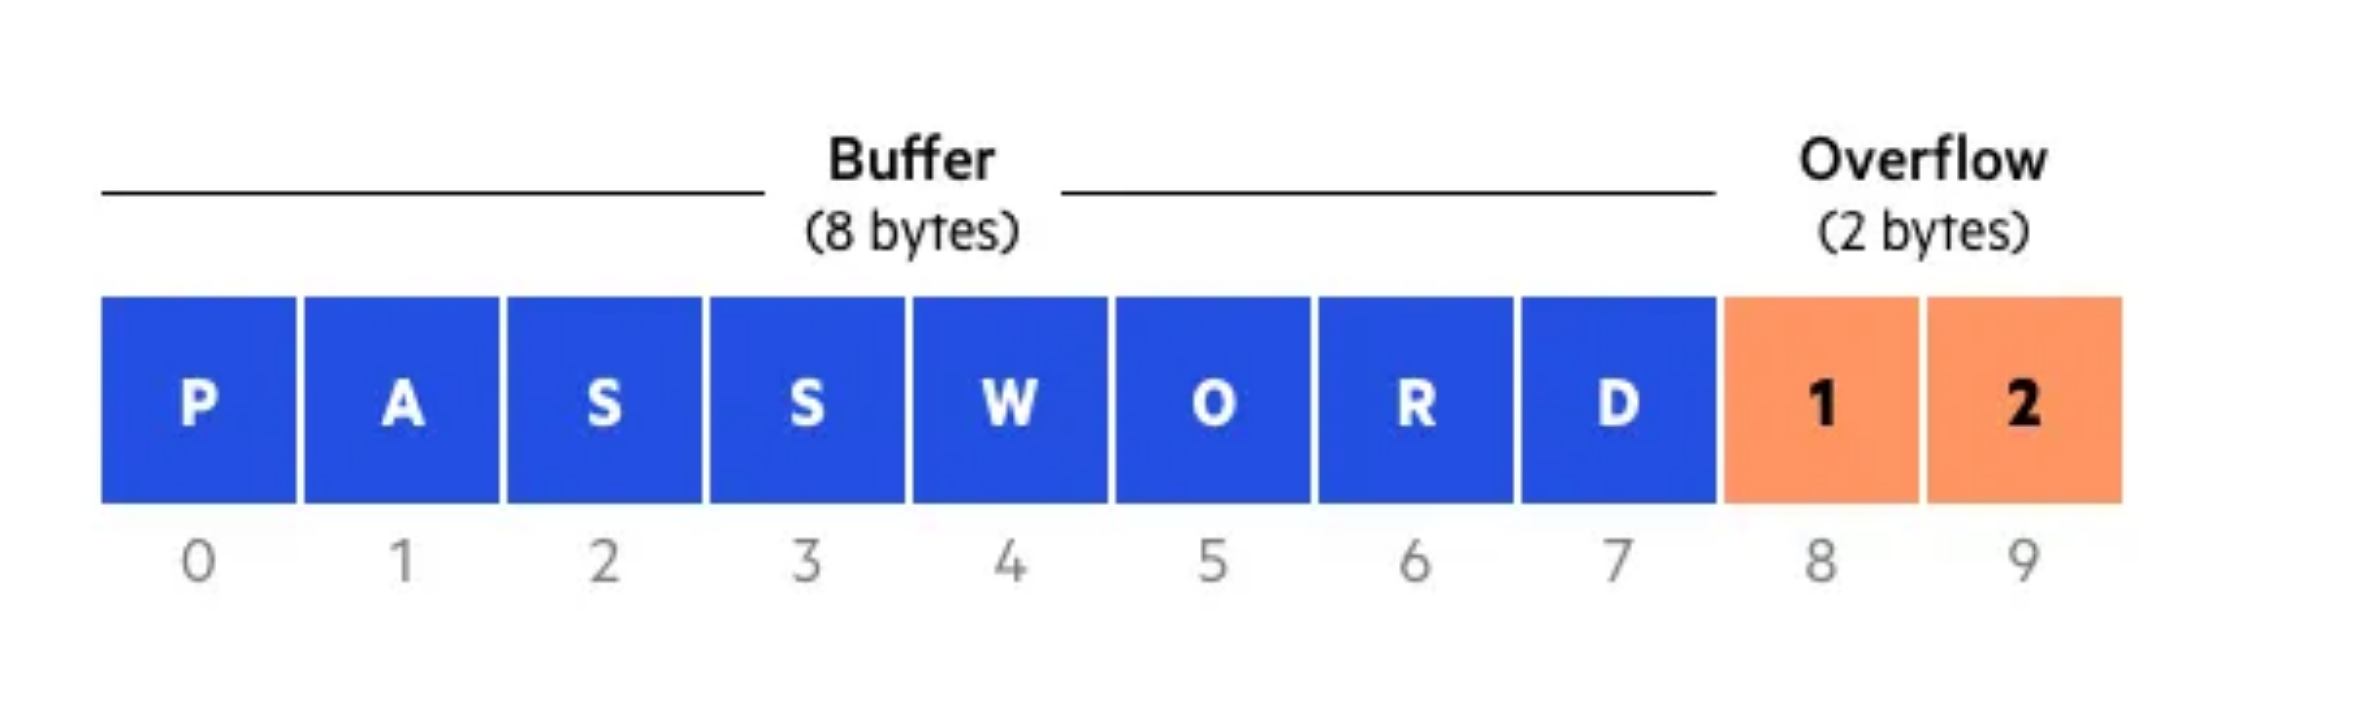 Buffer Overflow
(8 bytes) (2 bytes)
P A S S W O R D 1 2
0 1 2 3 4 5 6 7 8 9